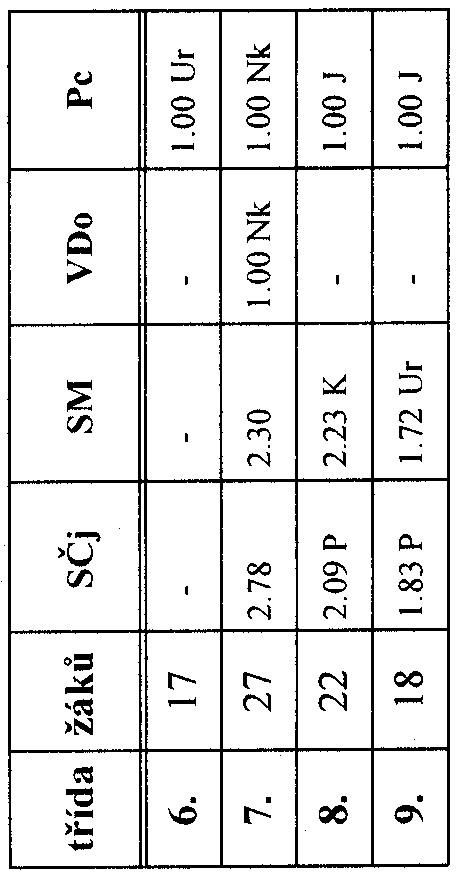 třída žáků SČj SM VDo Pc
6. 17 - - - 1.00 Ur
7. 27 2.78 2.30 1.00 Nk 1.00 Nk
8. 22 2.09 P 2.23 K - 1.00 J
9. 18 1.83 P 1.72 Ur - 1.00 J